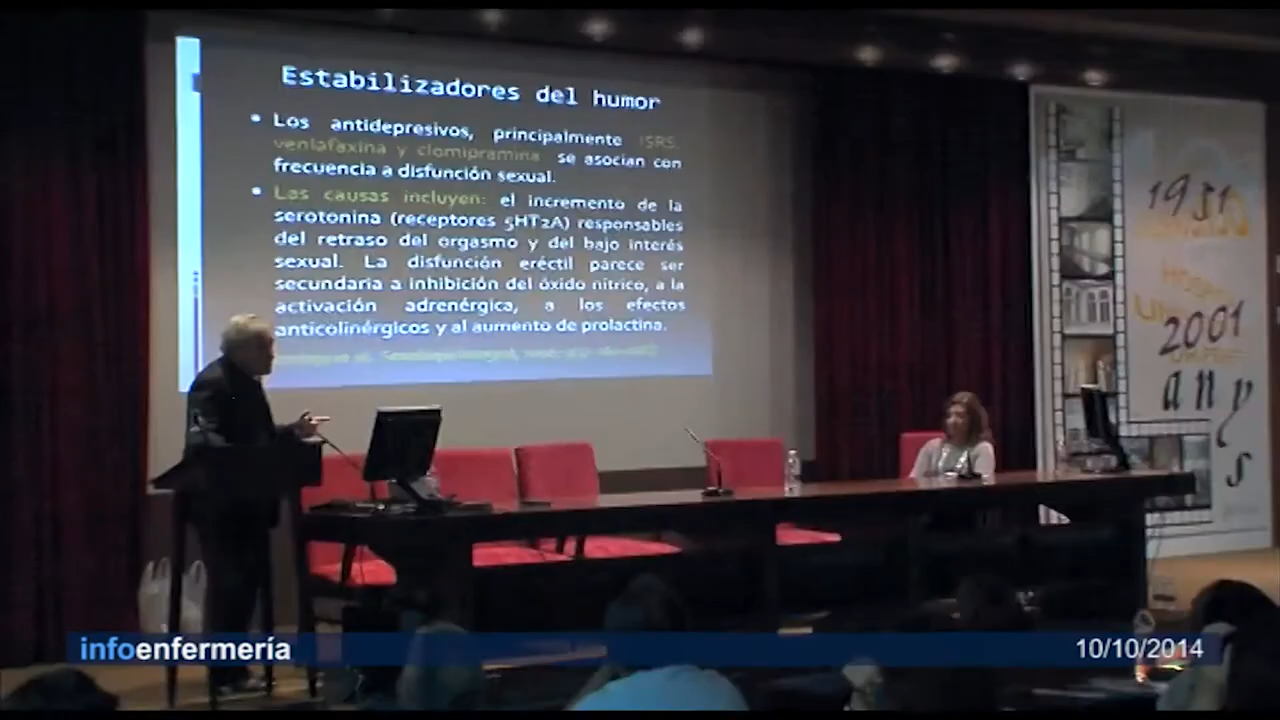 Estabilizadores del humor
• Los antidepresivos, principalmente ISRS,
venlafaxina y clomipramina se asocian con
frecuencia a disfunción sexual.
• Las causas incluyen: el incremento de la
serotonina (receptores 5HT2A) responsables
del retraso del orgasmo y del bajo interés
sexual. La disfunción eréctil parece ser
secundaria a inhibición del óxido nítrico, a la
activación adrenérgica, a los efectos
anticolinérgicos y al aumento de prolactina.
1931
2001
anys
infoenfermería
10/10/2014